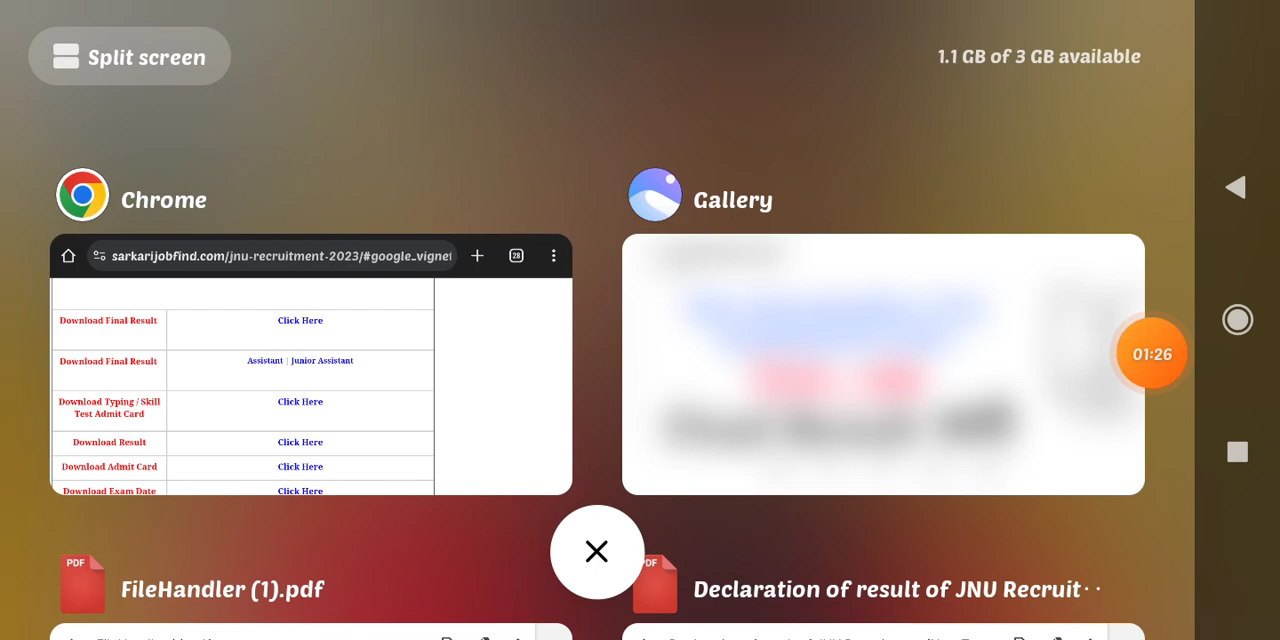 Split screen
1.1 GB of 3 GB available
Chrome
Gallery
sarkarijobfind.com/jnu-recruitment-2023/#google_vignet
28
Download Final Result
Click Here
Download Final Result
Assistant | Junior Assistant
Download Typing / Skill
Test Admit Card
Click Here
Download Result
Click Here
Download Admit Card
Click Here
Download Exam Date
Click Here
01:26
PDF
FileHandler (1).pdf
PDF
Declaration of result of JNU Recruit··